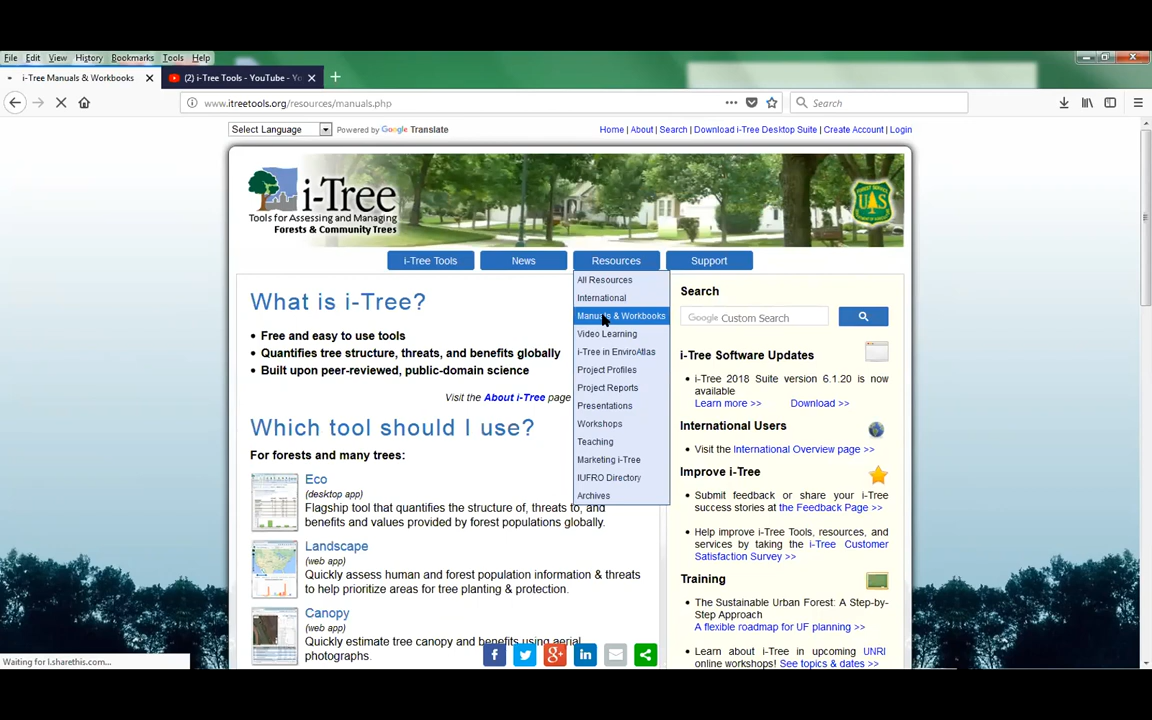 File Edit View History Bookmarks Tools Help
i-Tree Manuals & Workbooks
(2) i-Tree Tools - YouTube - Yo
www.itreetools.org/resources/manuals.php
Search
Select Language
Powered by Google Translate
Home | About | Search | Download i-Tree Desktop Suite | Create Account | Login
i-Tree
Tools for Assessing and Managing
Forests & Community Trees
FOREST SERVICE
U S
i-Tree Tools
News
Resources
Support
All Resources
International
Manuals & Workbooks
Video Learning
i-Tree in EnviroAtlas
Project Profiles
Project Reports
Presentations
Workshops
Teaching
Marketing i-Tree
IUFRO Directory
Archives
What is i-Tree?
• Free and easy to use tools
• Quantifies tree structure, threats, and benefits globally
• Built upon peer-reviewed, public-domain science
Visit the About i-Tree page
Which tool should I use?
For forests and many trees:
Eco
(desktop app)
Flagship tool that quantifies the structure of, threats to, and
benefits and values provided by forest populations globally.
Landscape
(web app)
Quickly assess human and forest population information & threats
to help prioritize areas for tree planting & protection.
Canopy
(web app)
Quickly estimate tree canopy and benefits using aerial
photographs.
Search
Google Custom Search
i-Tree Software Updates
• i-Tree 2018 Suite version 6.1.20 is now
available
Learn more >> Download >>
International Users
• Visit the International Overview page >>
Improve i-Tree
• Submit feedback or share your i-Tree
success stories at the Feedback Page >>
• Help improve i-Tree Tools, resources, and
services by taking the i-Tree Customer
Satisfaction Survey >>
Training
• The Sustainable Urban Forest: A Step-by-
Step Approach
A flexible roadmap for UF planning >>
• Learn about i-Tree in upcoming UNRI
online workshops! See topics & dates >>
Waiting for l.sharethis.com...